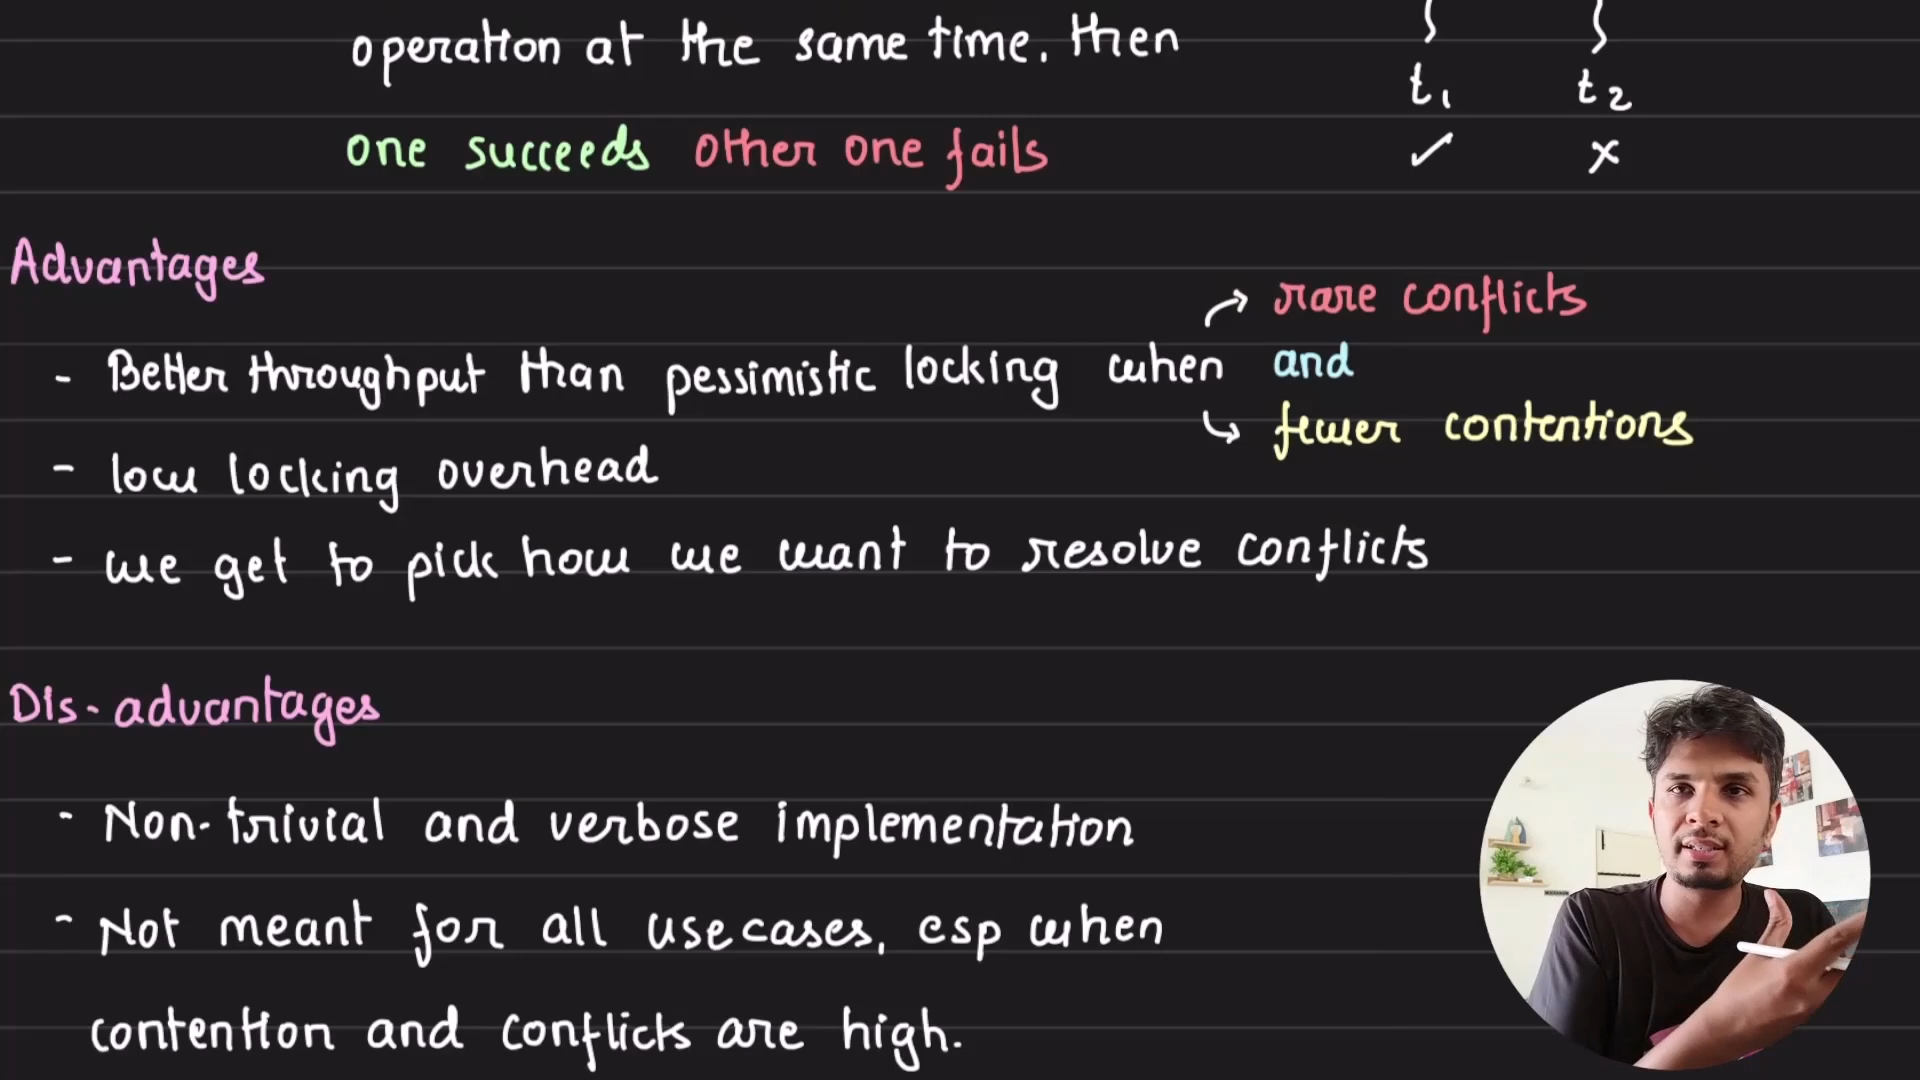 operation at the same time, then
t1 t2
one succeeds other one fails
✓ x
Advantages
- Better throughput than pessimistic locking when
rare conflicts
and
fewer contentions
- low locking overhead
- we get to pick how we want to resolve conflicts
Dis-advantages
- Non-trivial and verbose implementation
- Not meant for all usecases, esp when
contention and conflicts are high.